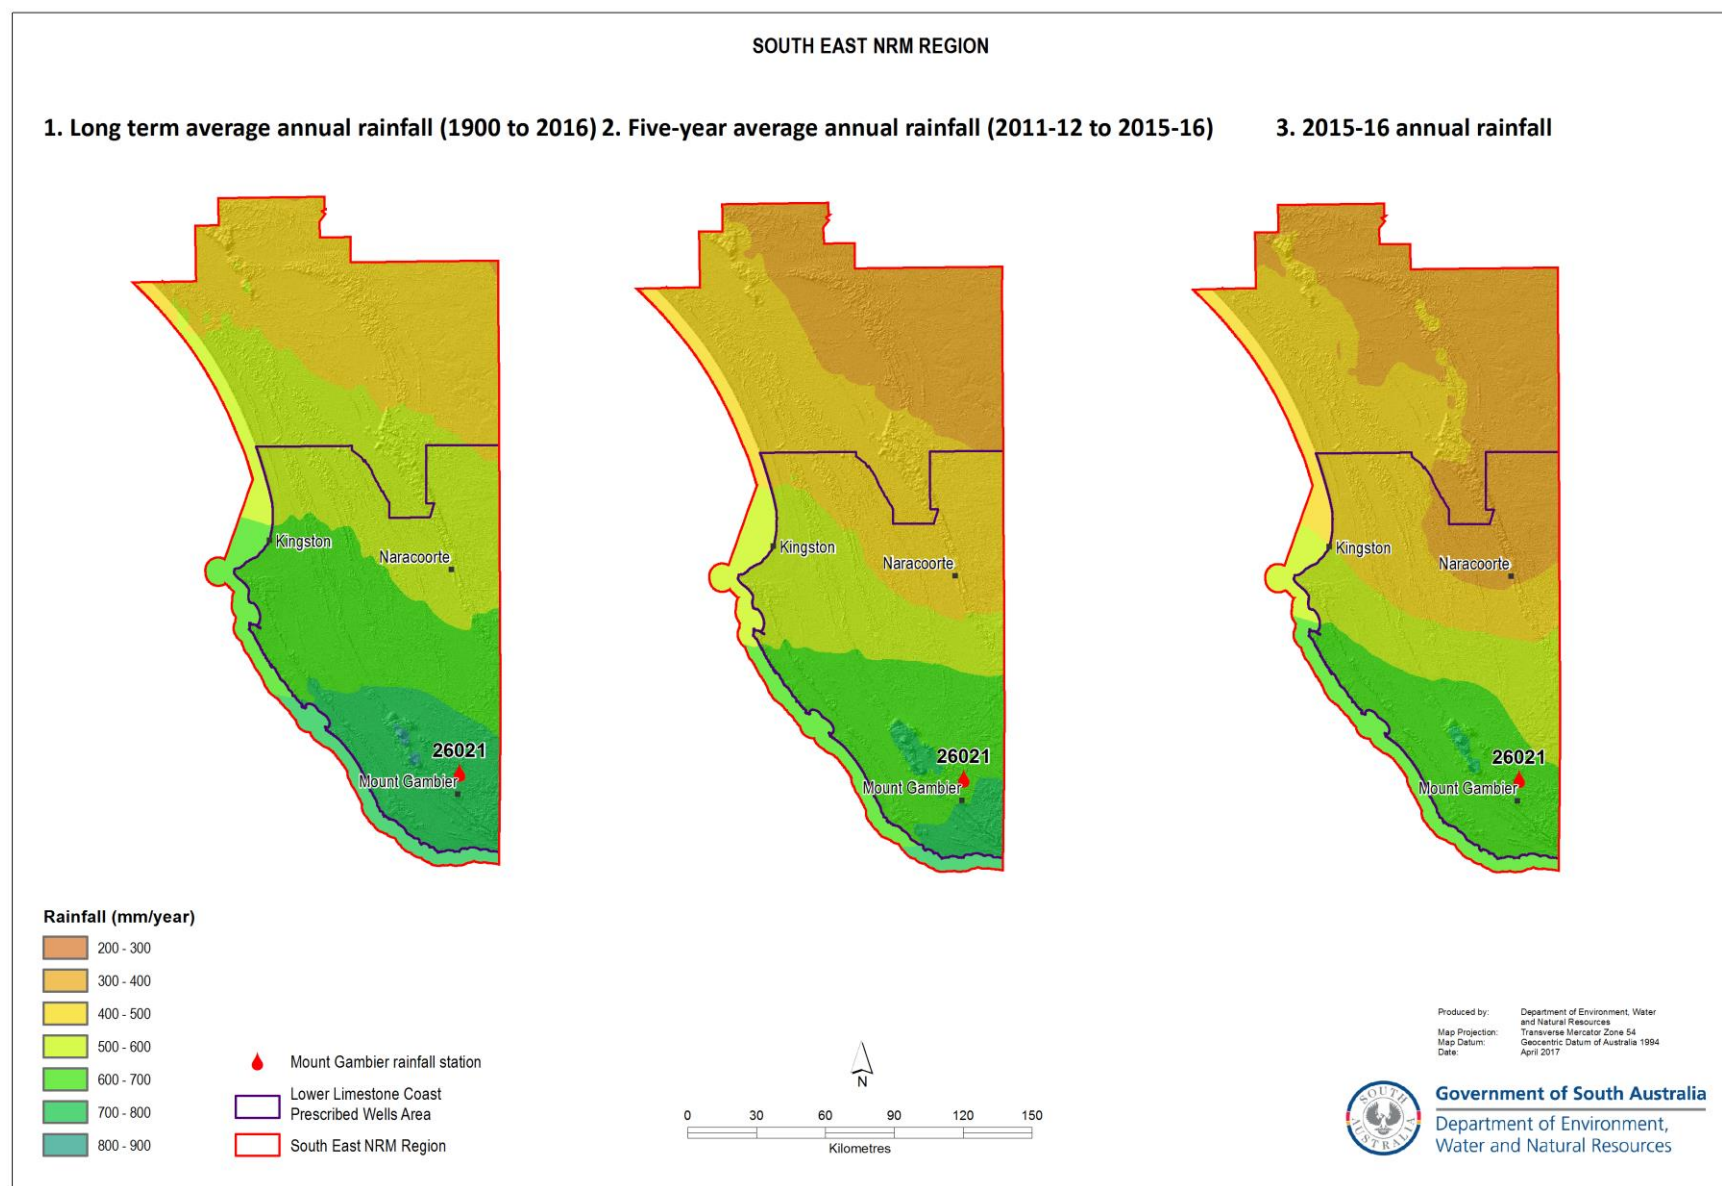 SOUTH EAST NRM REGION
1. Long term average annual rainfall (1900 to 2016)
2. Five-year average annual rainfall (2011-12 to 2015-16)
3. 2015-16 annual rainfall
Kingston
Naracoorte
26021
Mount Gambier
Kingston
Naracoorte
26021
Mount Gambier
Kingston
Naracoorte
26021
Mount Gambier
Rainfall (mm/year)
200 - 300
300 - 400
400 - 500
500 - 600
600 - 700
700 - 800
800 - 900
Mount Gambier rainfall station
Lower Limestone Coast
Prescribed Wells Area
South East NRM Region
N
0 30 60 90 120 150
Kilometres
Produced by: Department of Environment, Water
and Natural Resources
Map Projection: Transverse Mercator Zone 54
Map Datum: Geocentric Datum of Australia 1994
Date: April 2017
SOUTH
AUSTRALIA
Government of South Australia
Department of Environment,
Water and Natural Resources